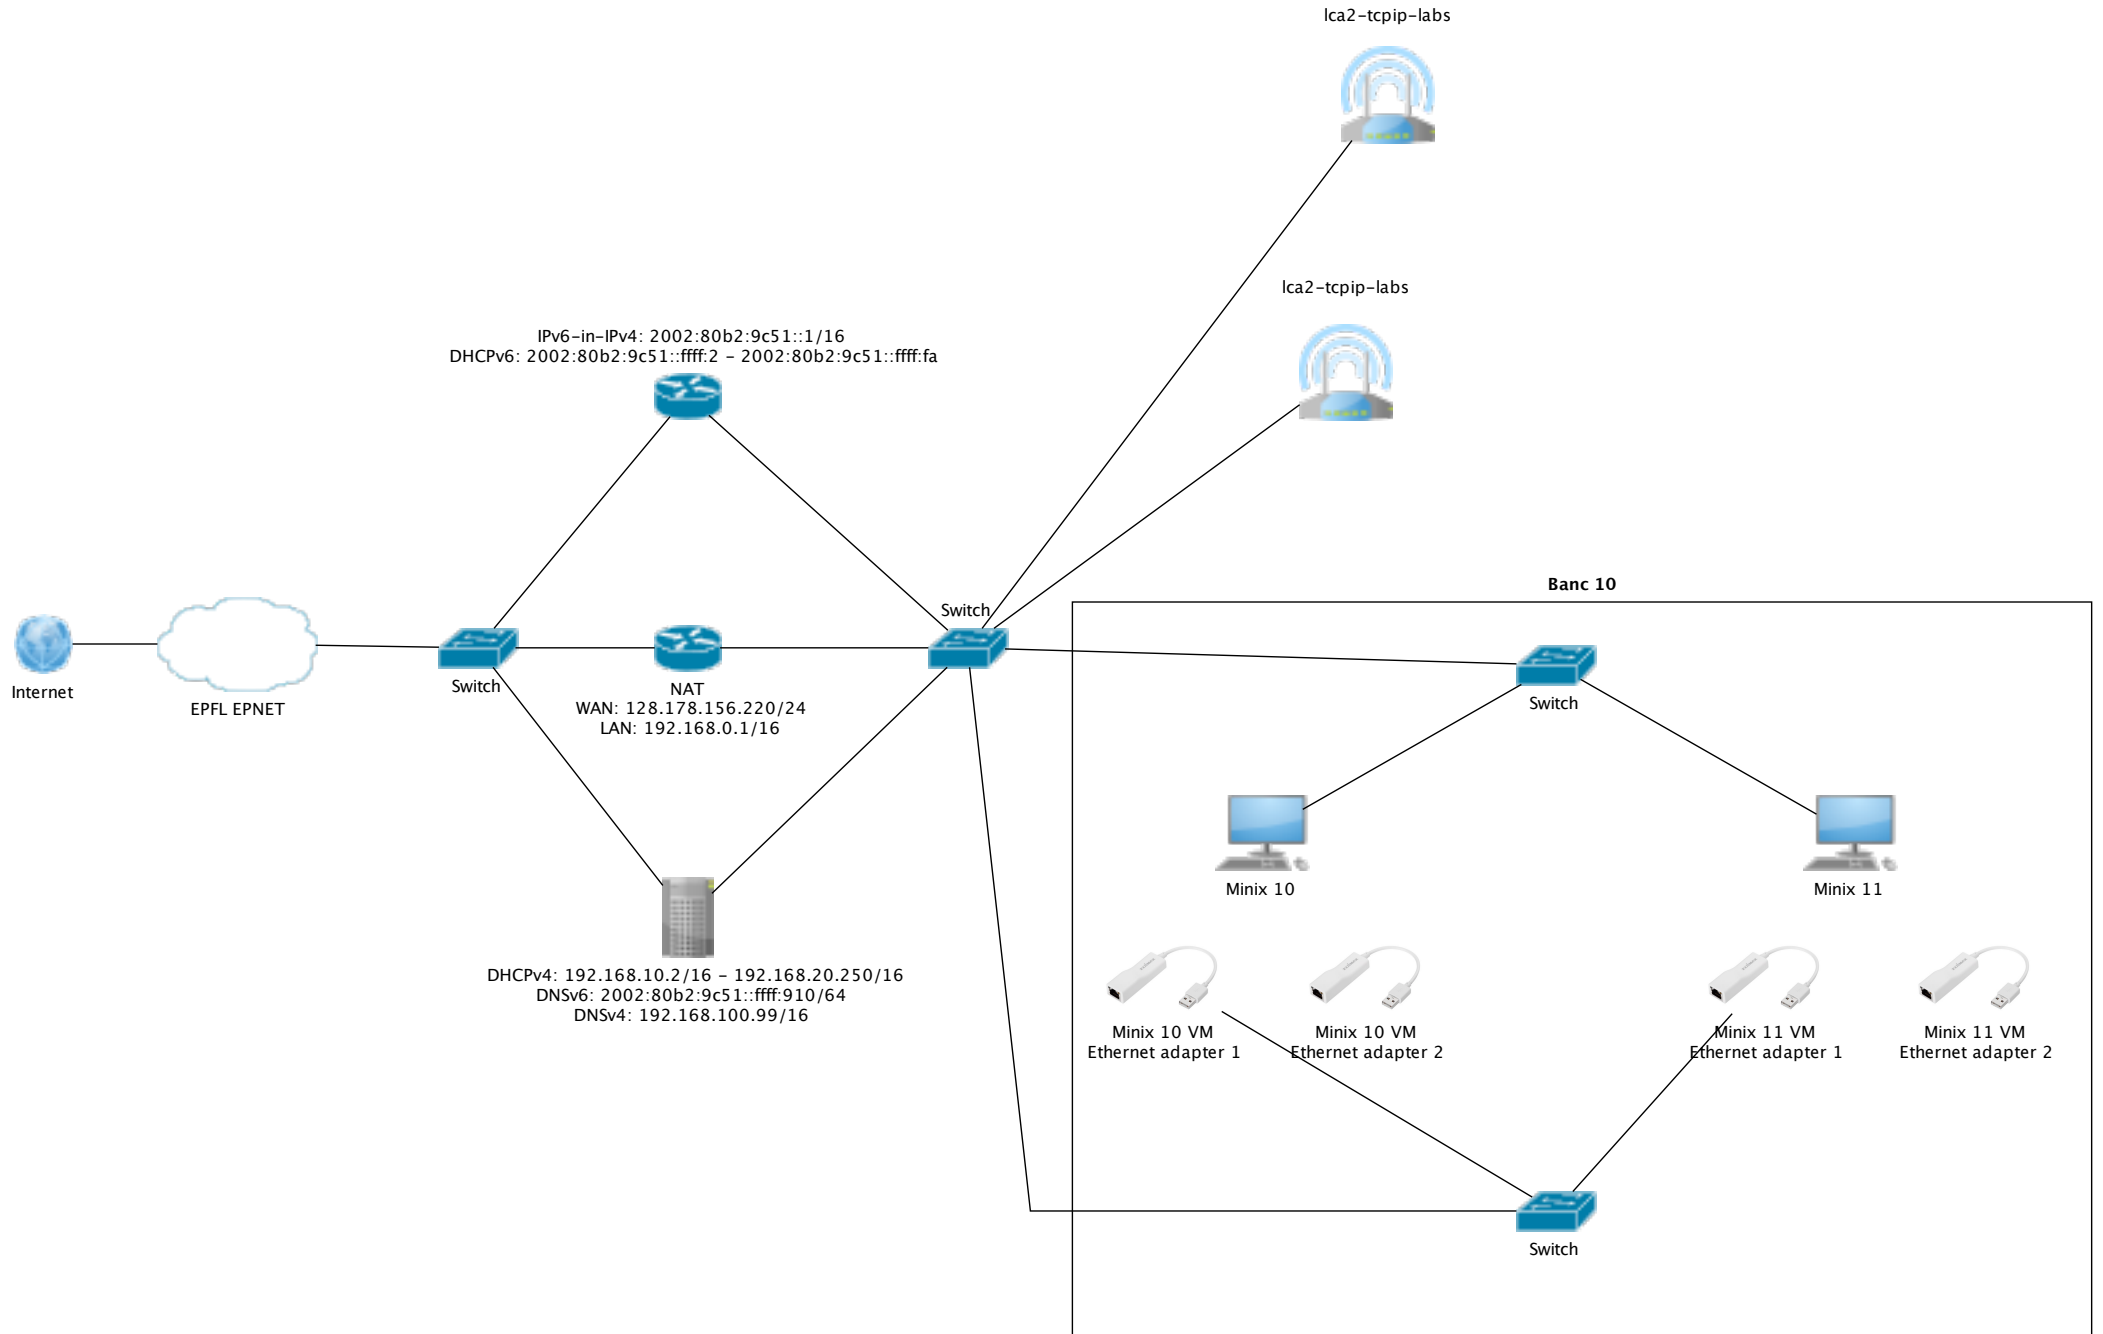 lca2-tcpip-labs
lca2-tcpip-labs
IPv6-in-IPv4: 2002:80b2:9c51::1/16
DHCPv6: 2002:80b2:9c51::ffff:2 - 2002:80b2:9c51::ffff:fa
Banc 10
Switch
Internet
EPFL EPNET
Switch
NAT
WAN: 128.178.156.220/24
LAN: 192.168.0.1/16
Switch
Minix 10
Minix 11
DHCPv4: 192.168.10.2/16 - 192.168.20.250/16
DNSv6: 2002:80b2:9c51::ffff:910/64
DNSv4: 192.168.100.99/16
Minix 10 VM
Ethernet adapter 1
Minix 10 VM
Ethernet adapter 2
Minix 11 VM
Ethernet adapter 1
Minix 11 VM
Ethernet adapter 2
Switch